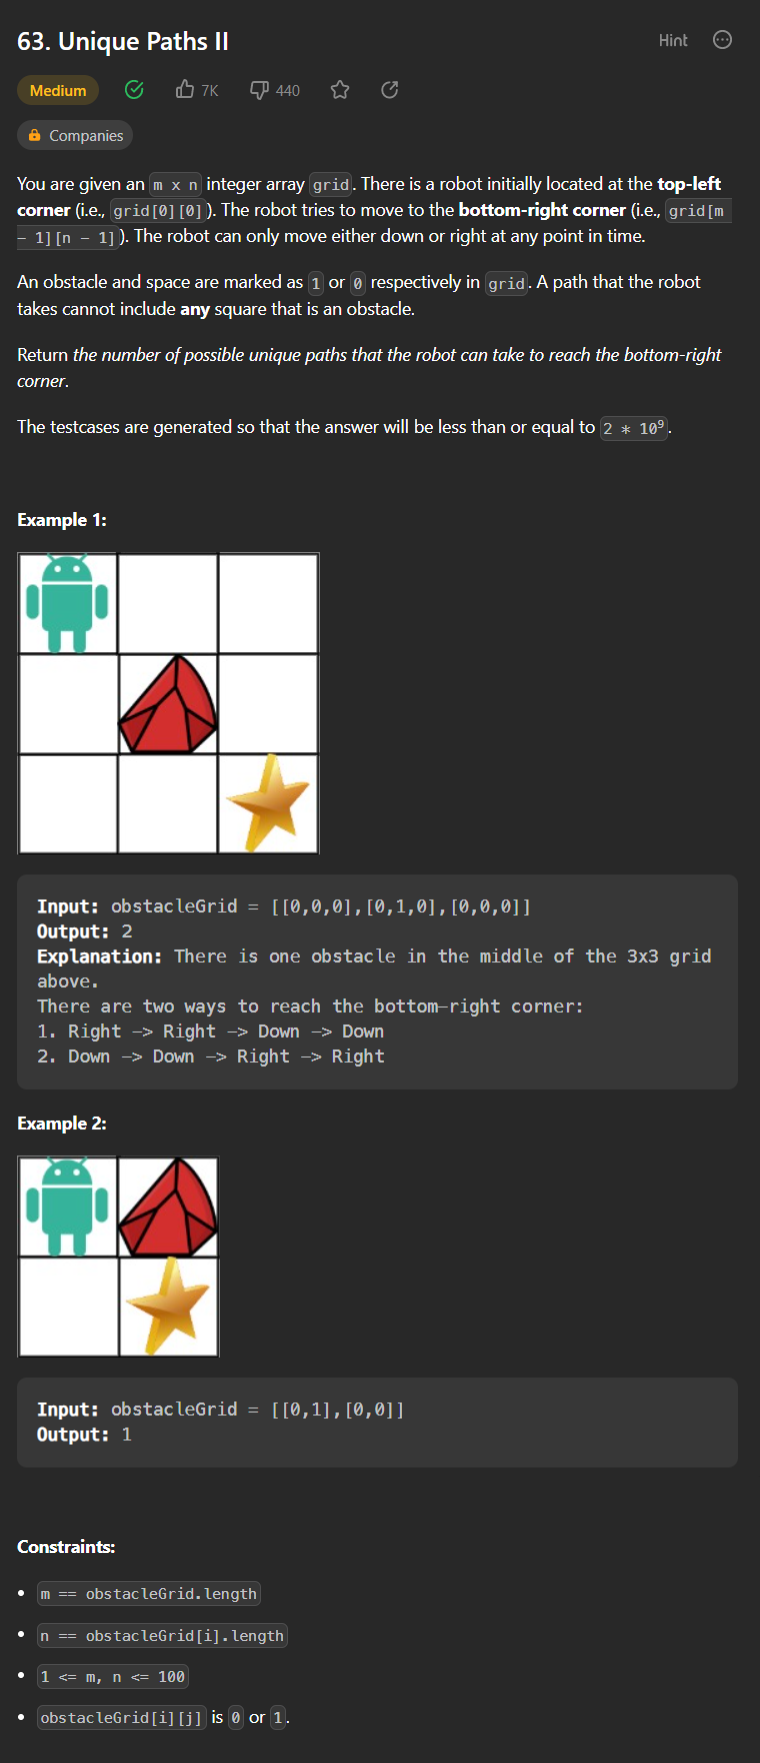 63. Unique Paths II
Hint
Medium
7K
440
Companies
You are given an m x n integer array grid. There is a robot initially located at the top-left
corner (i.e., grid[0][0]). The robot tries to move to the bottom-right corner (i.e., grid[m
- 1][n - 1]). The robot can only move either down or right at any point in time.
An obstacle and space are marked as 1 or 0 respectively in grid. A path that the robot
takes cannot include any square that is an obstacle.
Return the number of possible unique paths that the robot can take to reach the bottom-right
corner.
The testcases are generated so that the answer will be less than or equal to 2 * 10⁹.
Example 1:
Input: obstacleGrid = [[0,0,0],[0,1,0],[0,0,0]]
Output: 2
Explanation: There is one obstacle in the middle of the 3x3 grid
above.
There are two ways to reach the bottom-right corner:
1. Right -> Right -> Down -> Down
2. Down -> Down -> Right -> Right
Example 2:
Input: obstacleGrid = [[0,1],[0,0]]
Output: 1
Constraints:
• m == obstacleGrid.length
• n == obstacleGrid[i].length
• 1 <= m, n <= 100
• obstacleGrid[i][j] is 0 or 1.